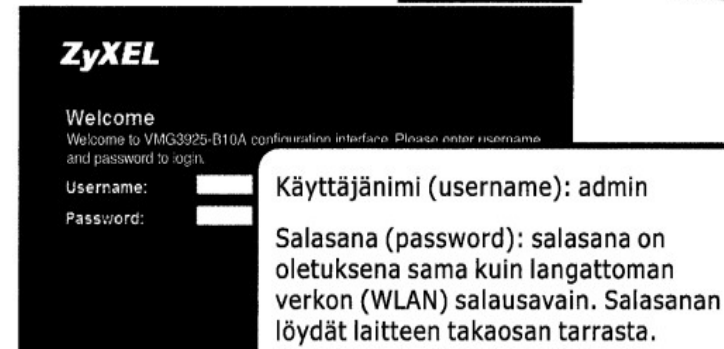 ZyXEL
Welcome
Welcome to VMG3925-B10A configuration interface. Please enter username
and password to login.
Username:
Password:
Käyttäjänimi (username): admin
Salasana (password): salasana on
oletuksena sama kuin langattoman
verkon (WLAN) salausavain. Salasanan
löydät laitteen takaosan tarrasta.